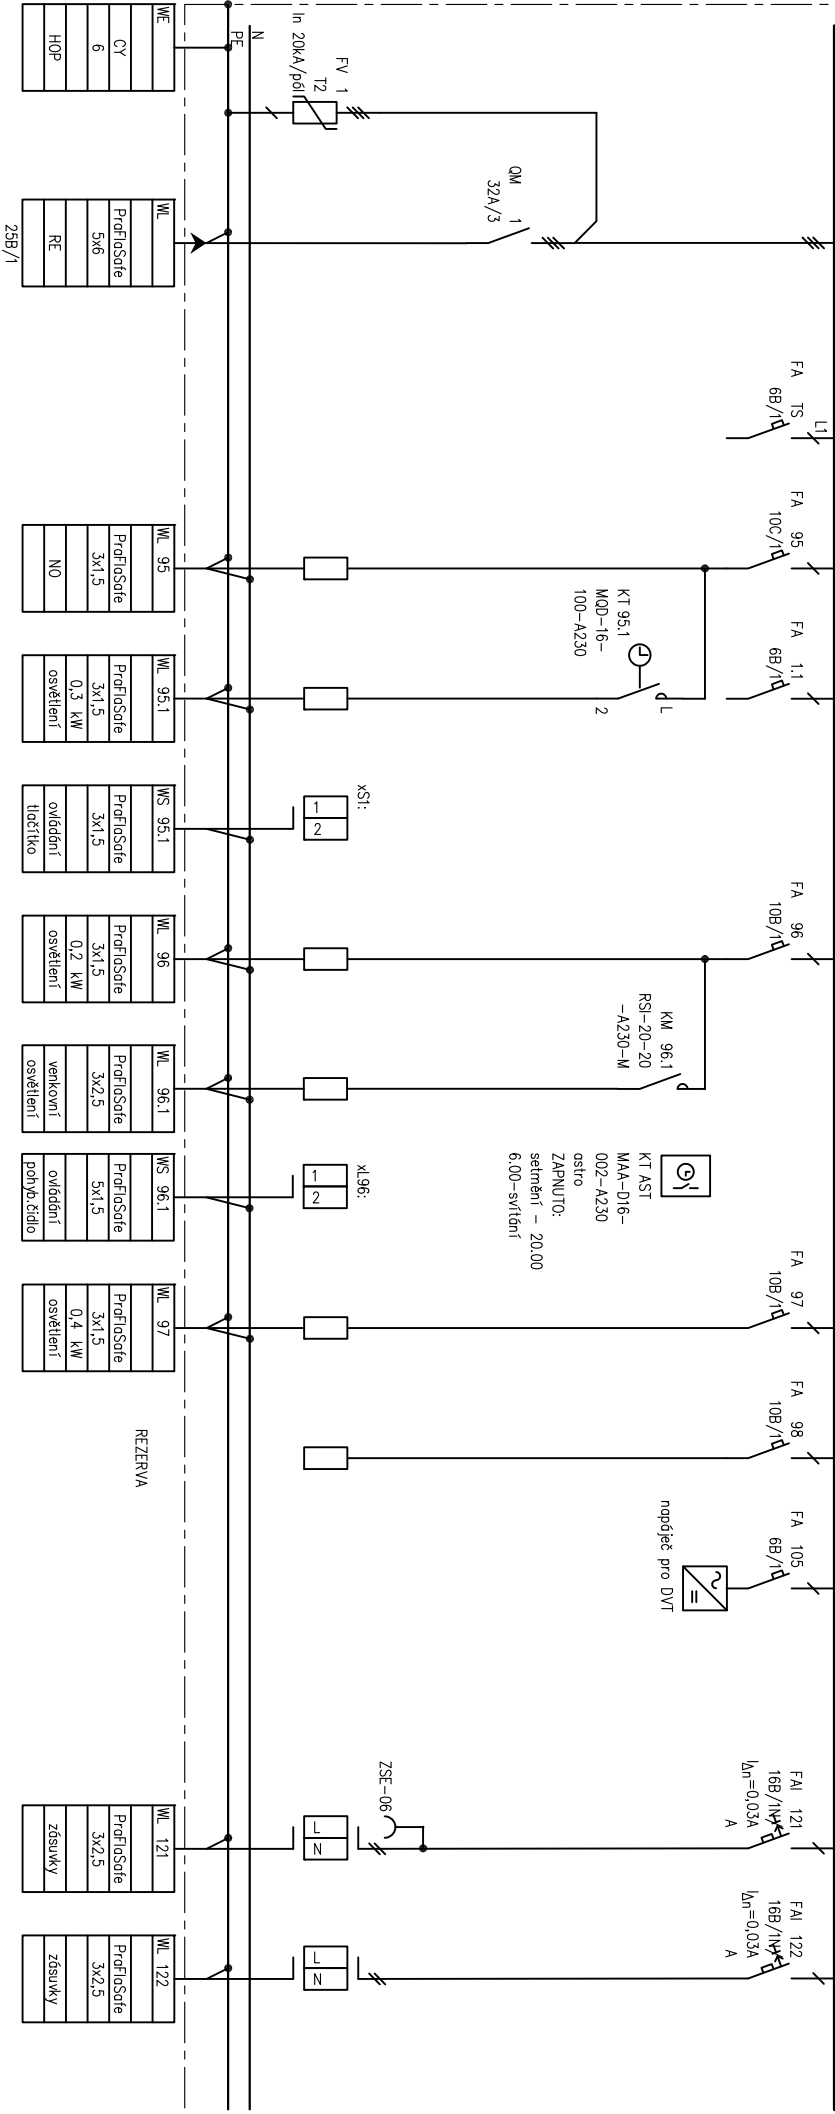 N
PE
WE
CY
6
HOP
FV 1
T2
In 20kA/pól
QM 1
32A/3
WL
PraFlaSafe
5x6
RE
25B/1
L1
FA TS
6B/1
FA 95
10C/1
WL 95
PraFlaSafe
3x1,5
NO
FA 1.1
6B/1
KT 95.1
MQD-16-
100-A230
L
2
WL 95.1
PraFlaSafe
3x1,5
0,3 kW
osvětlení
xS1:
1
2
WS 95.1
PraFlaSafe
3x1,5
ovládání
tlačítko
FA 96
10B/1
WL 96
PraFlaSafe
3x1,5
0,2 kW
osvětlení
KM 96.1
RSI-20-20
-A230-M
WL 96.1
PraFlaSafe
3x2,5
venkovní
osvětlení
KT AST
MAA-D16-
002-A230
astro
ZAPNUTO:
setmění - 20.00
6.00-svítání
xL96:
1
2
WS 96.1
PraFlaSafe
5x1,5
ovládání
pohyb.čidlo
FA 97
10B/1
WL 97
PraFlaSafe
3x1,5
0,4 kW
osvětlení
FA 98
10B/1
REZERVA
FA 105
6B/1
napáječ pro DVT
FAI 121
16B/1N/
A
IΔn=0,03A
ZSE-06
L
N
WL 121
PraFlaSafe
3x2,5
zásuvky
FAI 122
16B/1N/
A
IΔn=0,03A
L
N
WL 122
PraFlaSafe
3x2,5
zásuvky